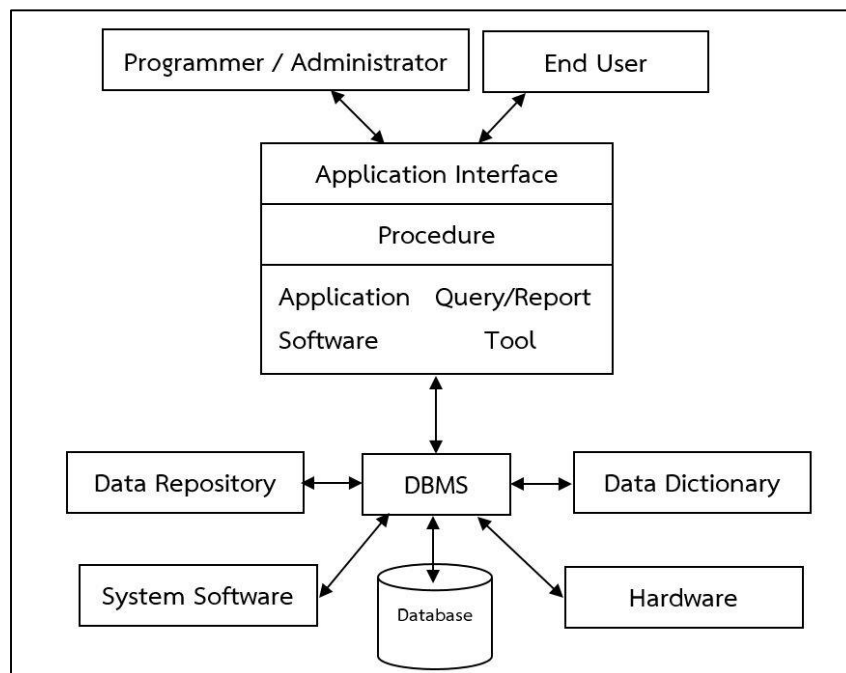 Programmer / Administrator
End User
Application Interface
Procedure
Application Query/Report
Software Tool
Data Repository
DBMS
Data Dictionary
System Software
Database
Hardware